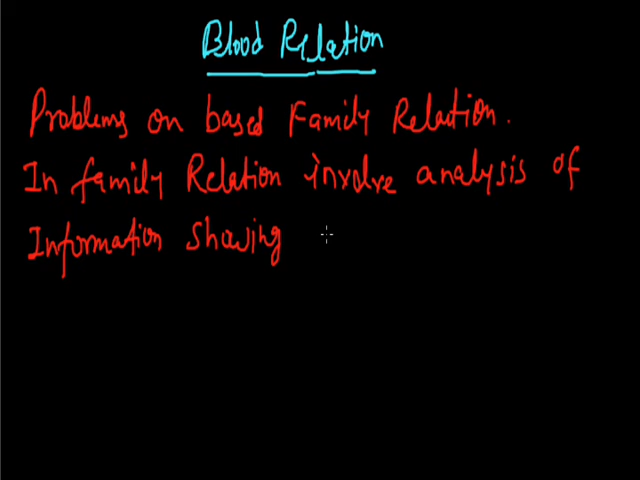 Blood Relation
Problems on based Family Relation.
In family Relation involve analysis of
Information Showing